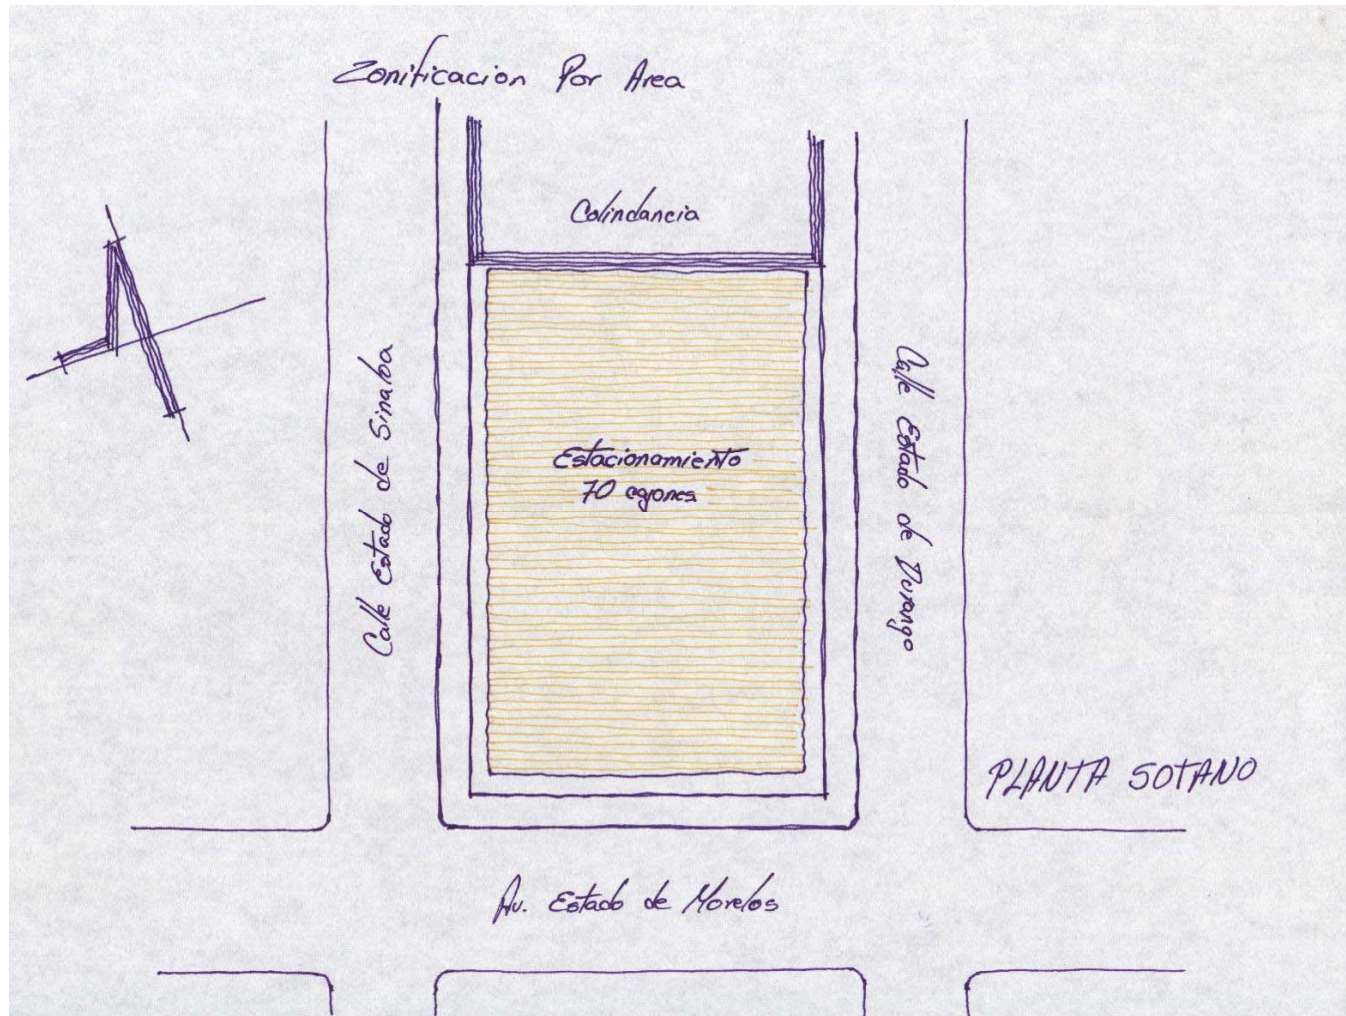 Zonificacion Por Area
Colindancia
Calle Estado de Sinaloa
Estacionamiento
70 cajones
Calle Estado de Durango
PLANTA SOTANO
Av. Estado de Morelos